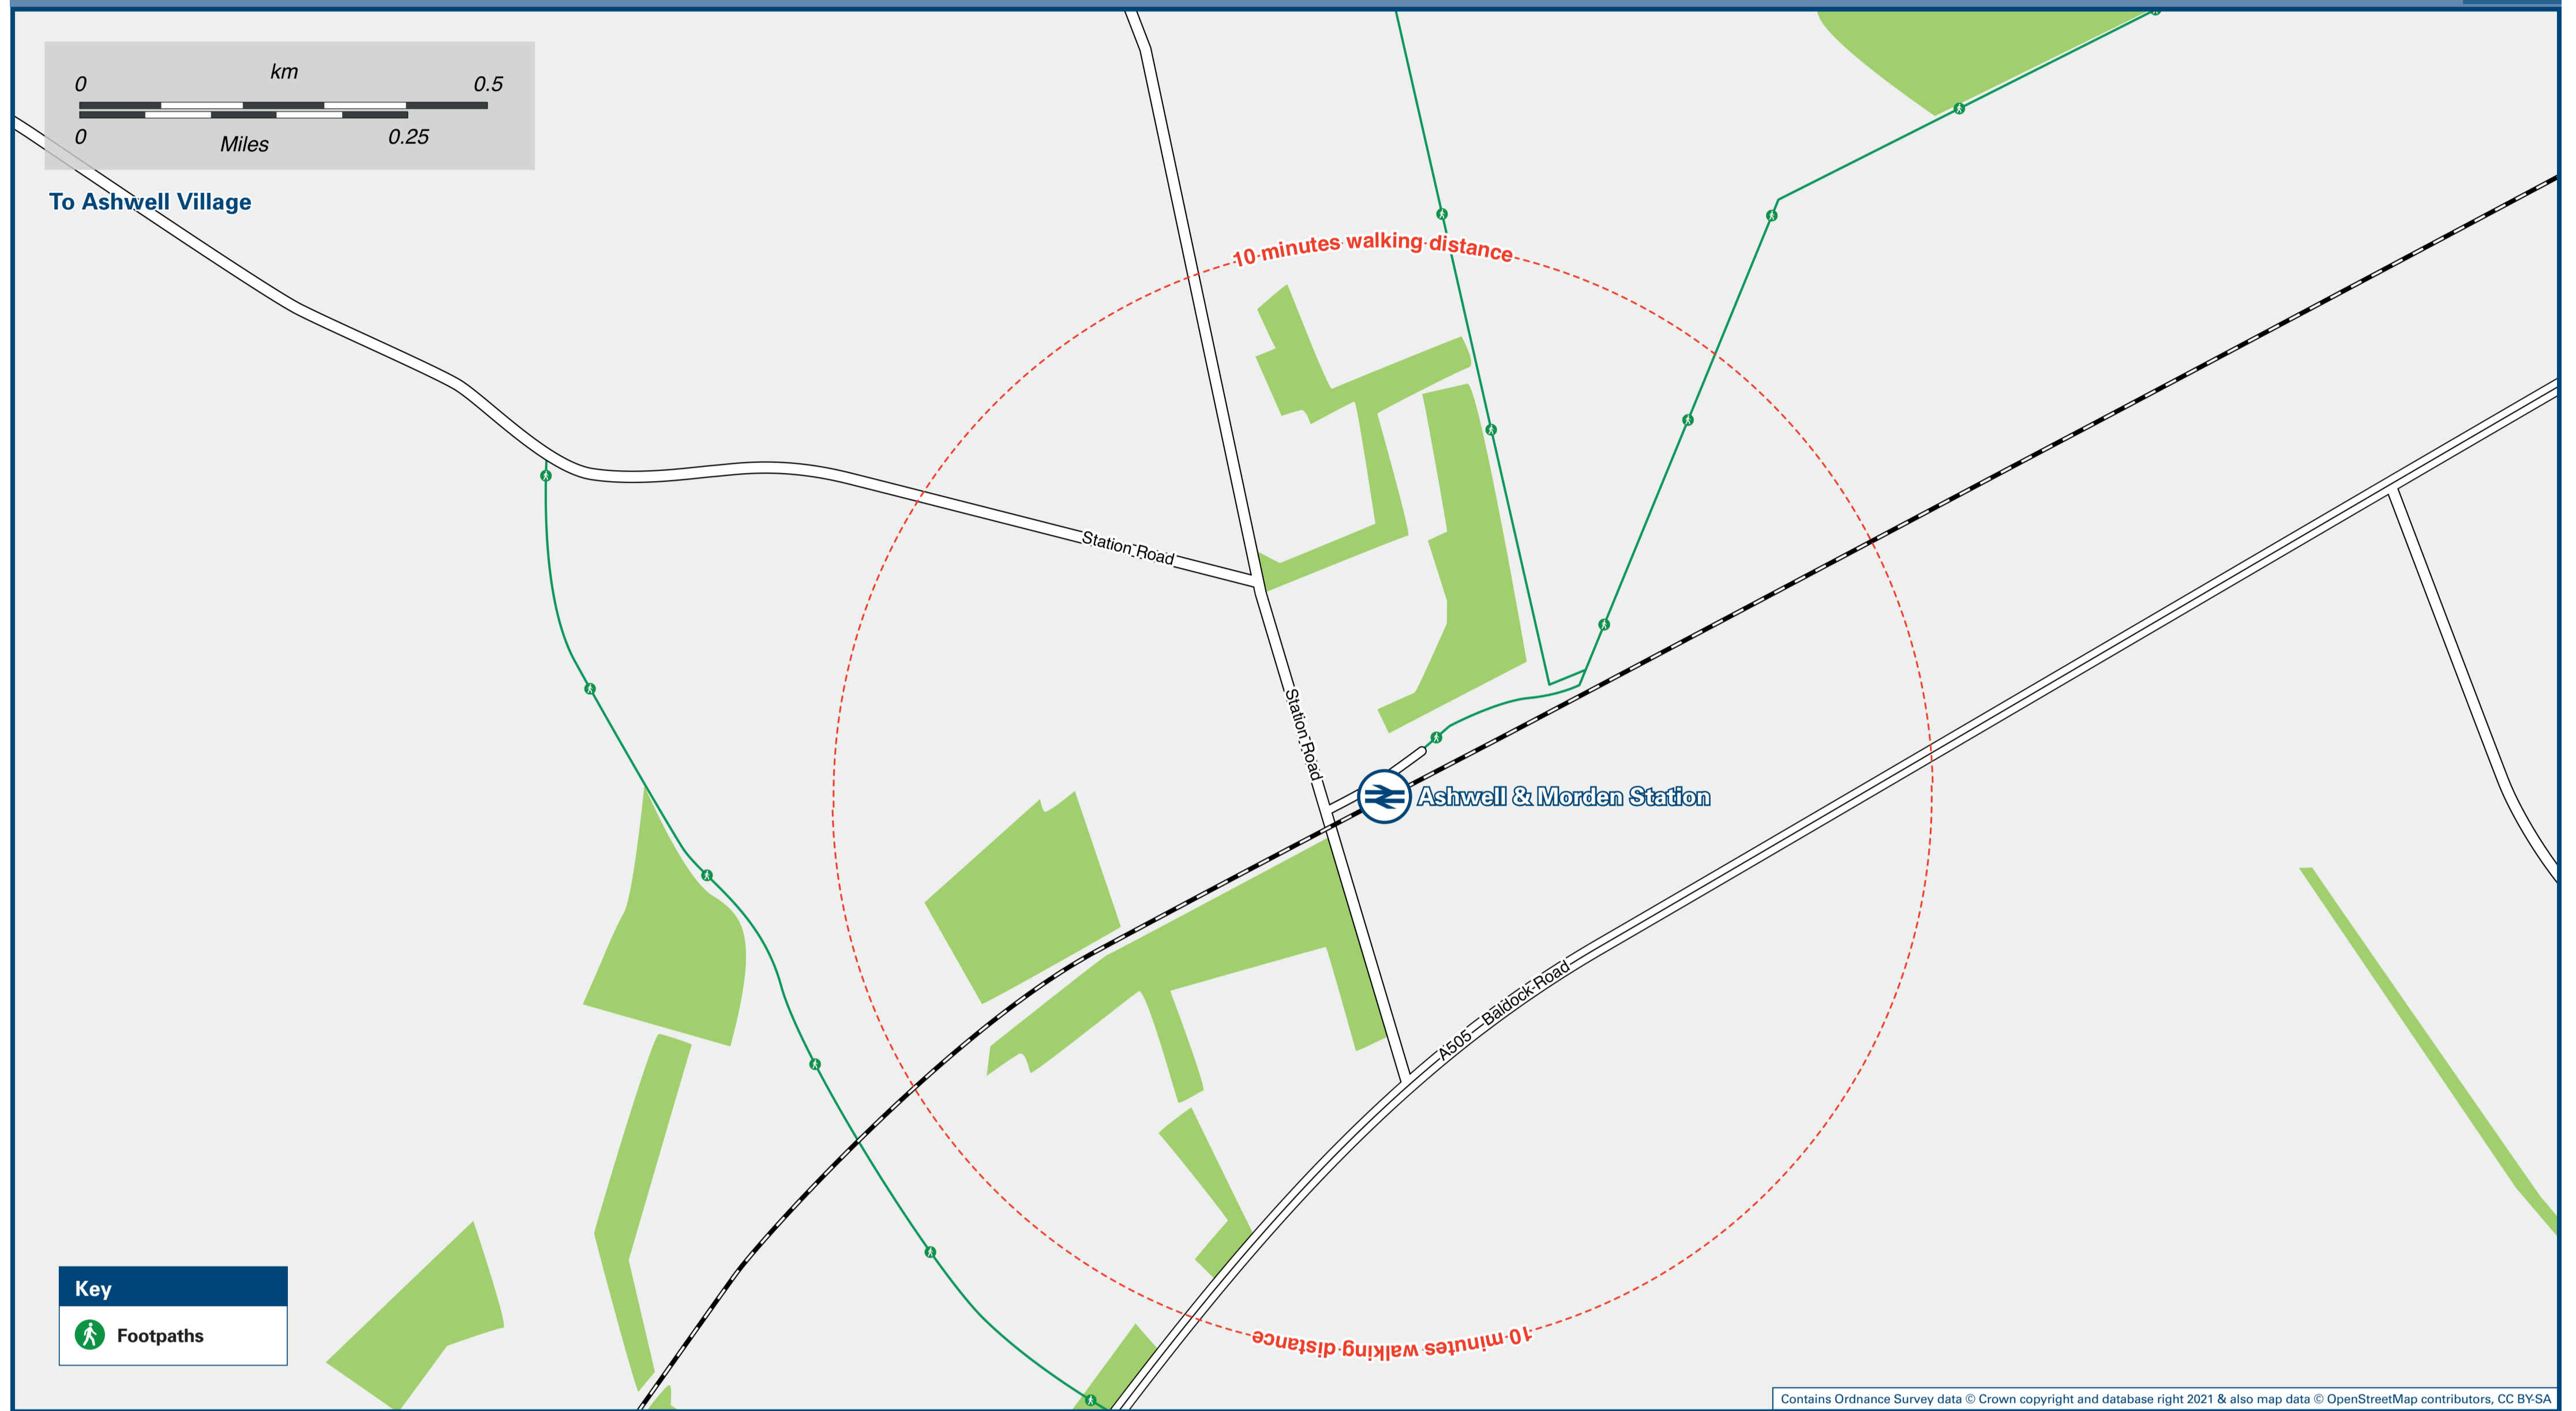 km
0 0.5
0 0.25
Miles
To Ashwell Village
10 minutes walking distance
Station Road
Station Road
Ashwell & Morden Station
A505 Baldock Road
10 minutes walking distance
Key
Footpaths
Contains Ordnance Survey data © Crown copyright and database right 2021 & also map data © OpenStreetMap contributors, CC BY-SA